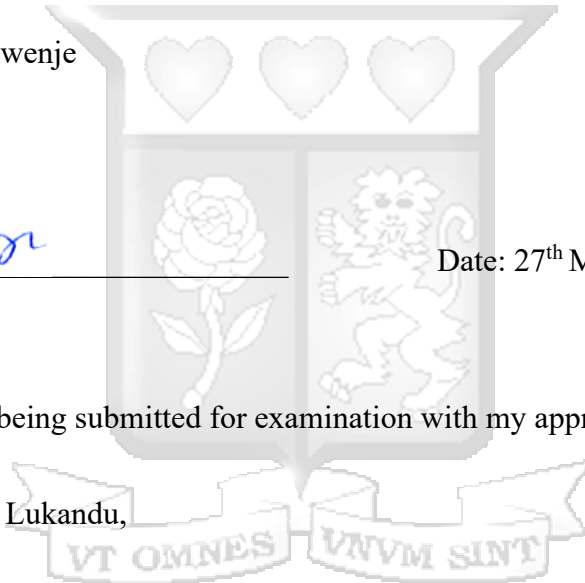 wenje
Date: 27th M
being submitted for examination with my appr
Lukandu,
VT OMNES VNVM SINT